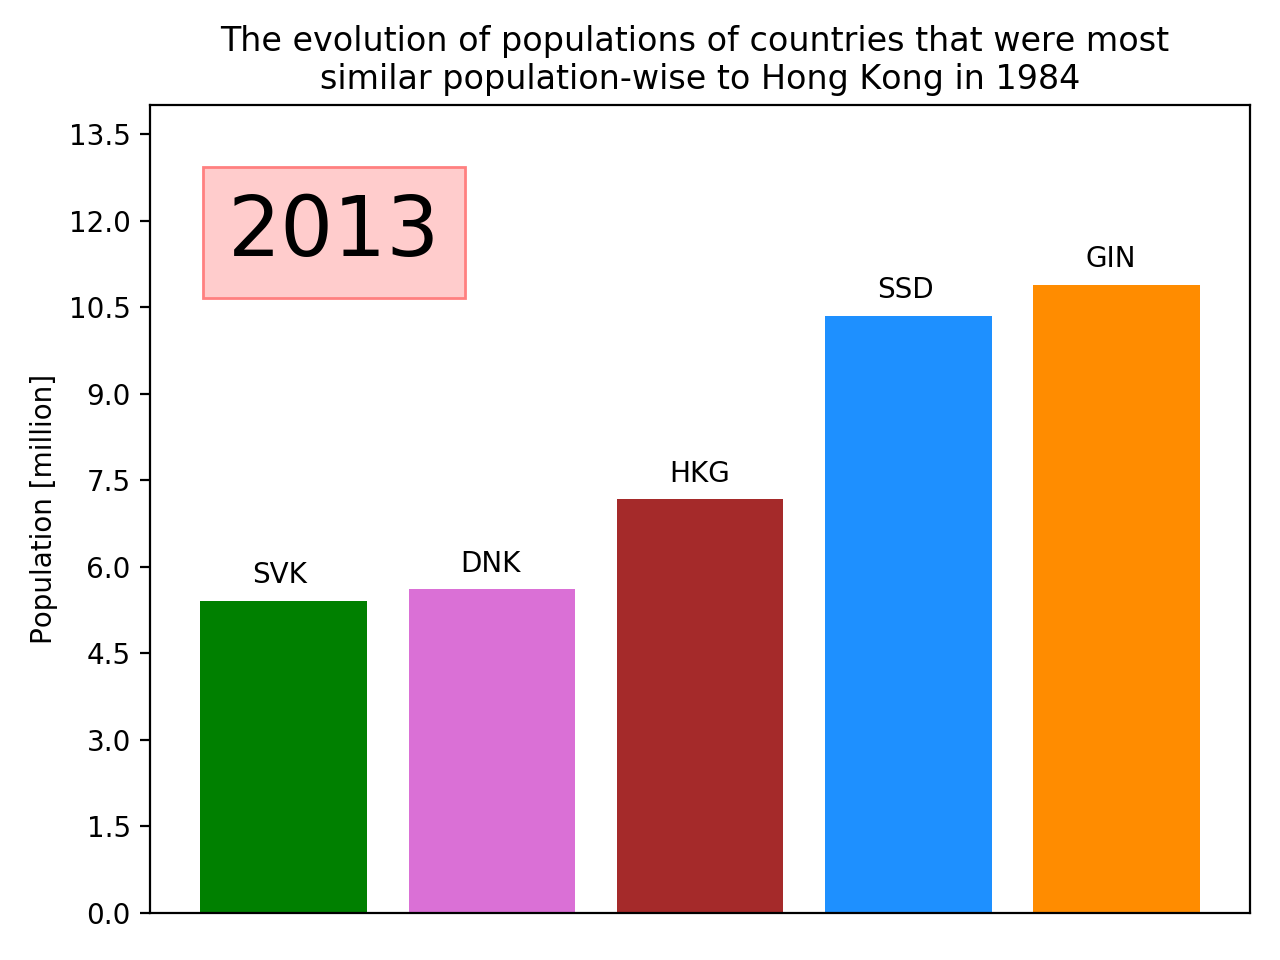 The evolution of populations of countries that were most
similar population-wise to Hong Kong in 1984
13.5
12.0
10.5
9.0
7.5
6.0
4.5
3.0
1.5
0.0
Population [million]
2013
SVK
DNK
HKG
SSD
GIN